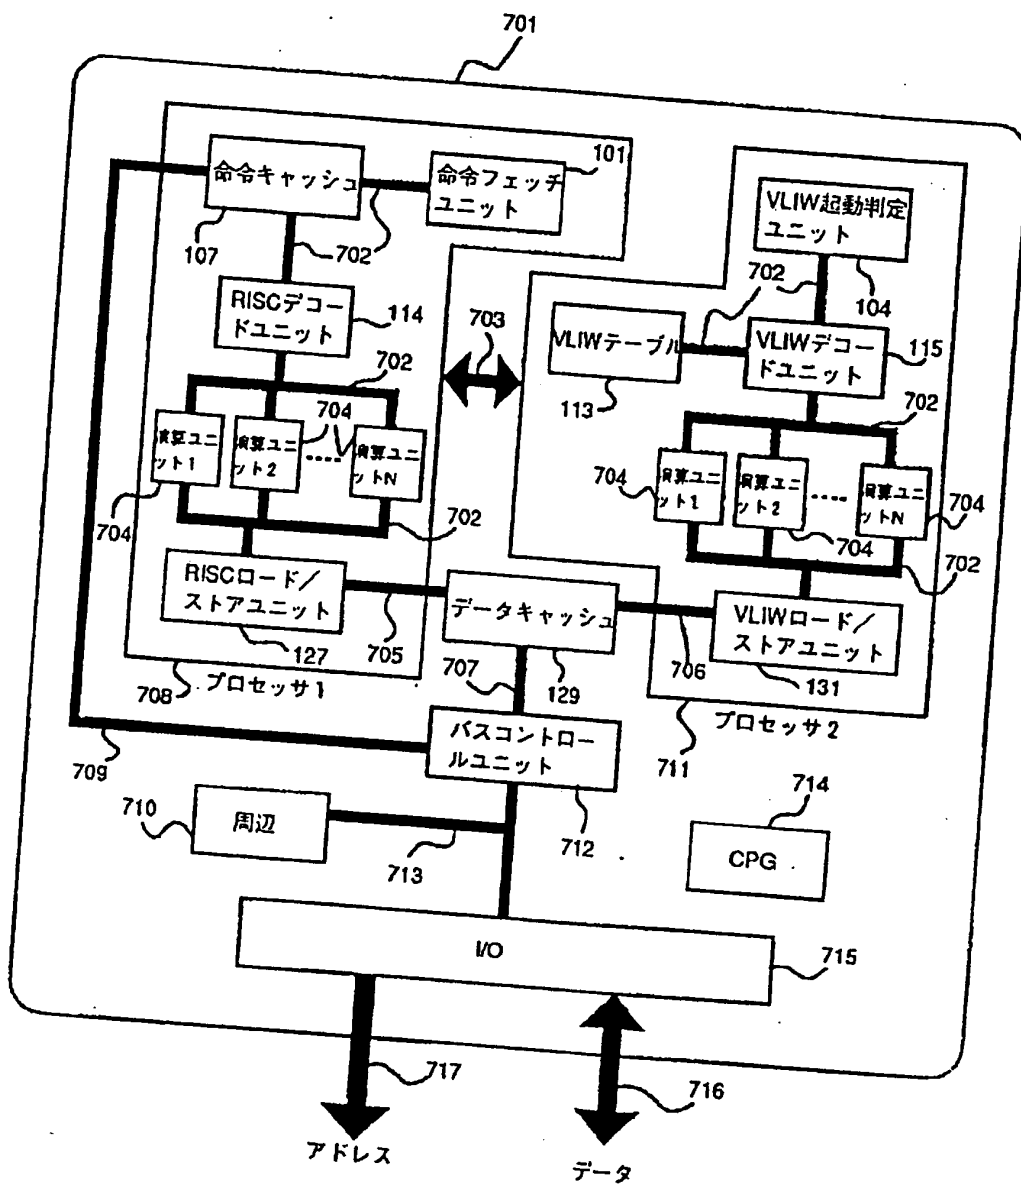 701
命令キャッシュ
命令フェッチ
ユニット
101
107
702
VLIW起動判定
ユニット
104
RISCデコー
ドユニット
114
703
702
VLIWテーブル
113
VLIWデコー
ドユニット
115
702
704
演算ユニ
ット1
演算ユニ
ット2
演算ユニ
ットN
704
702
702
704
演算ユニ
ット1
演算ユニ
ット2
演算ユニ
ットN
704
704
702
RISCロード/
ストアユニット
127
705
データキャッシュ
129
706
VLIWロード/
ストアユニット
131
708
プロセッサ1
707
プロセッサ2
711
709
バスコントロー
ルユニット
712
710
周辺
713
714
CPG
I/O
715
717
716
アドレス
データ